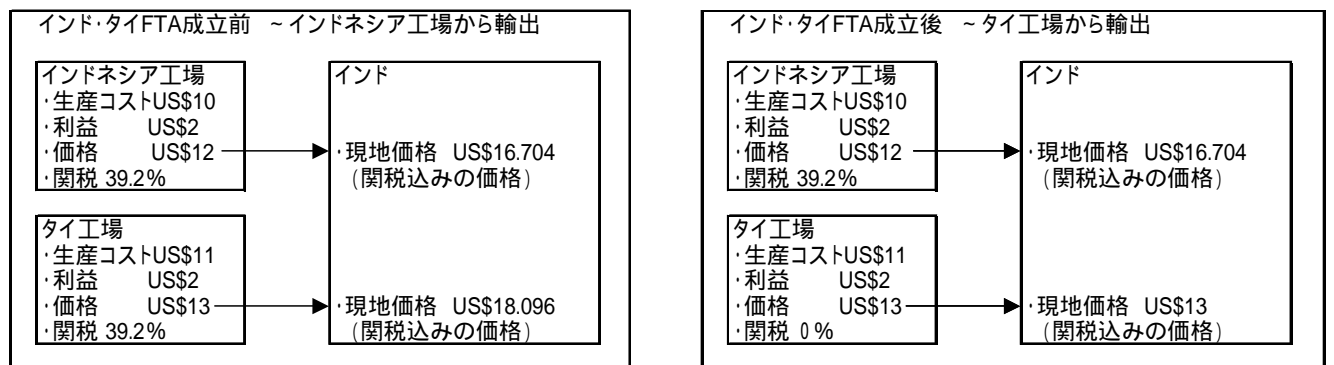 インド・タイFTA成立前 ~インドネシア工場から輸出
インドネシア工場
・生産コストUS$10
・利益 US$2
・価格 US$12
・関税 39.2%
インド
・現地価格 US$16.704
(関税込みの価格)
タイ工場
・生産コストUS$11
・利益 US$2
・価格 US$13
・関税 39.2%
・現地価格 US$18.096
(関税込みの価格)
インド・タイFTA成立後 ~タイ工場から輸出
インドネシア工場
・生産コストUS$10
・利益 US$2
・価格 US$12
・関税 39.2%
インド
・現地価格 US$16.704
(関税込みの価格)
タイ工場
・生産コストUS$11
・利益 US$2
・価格 US$13
・関税 0%
・現地価格 US$13
(関税込みの価格)